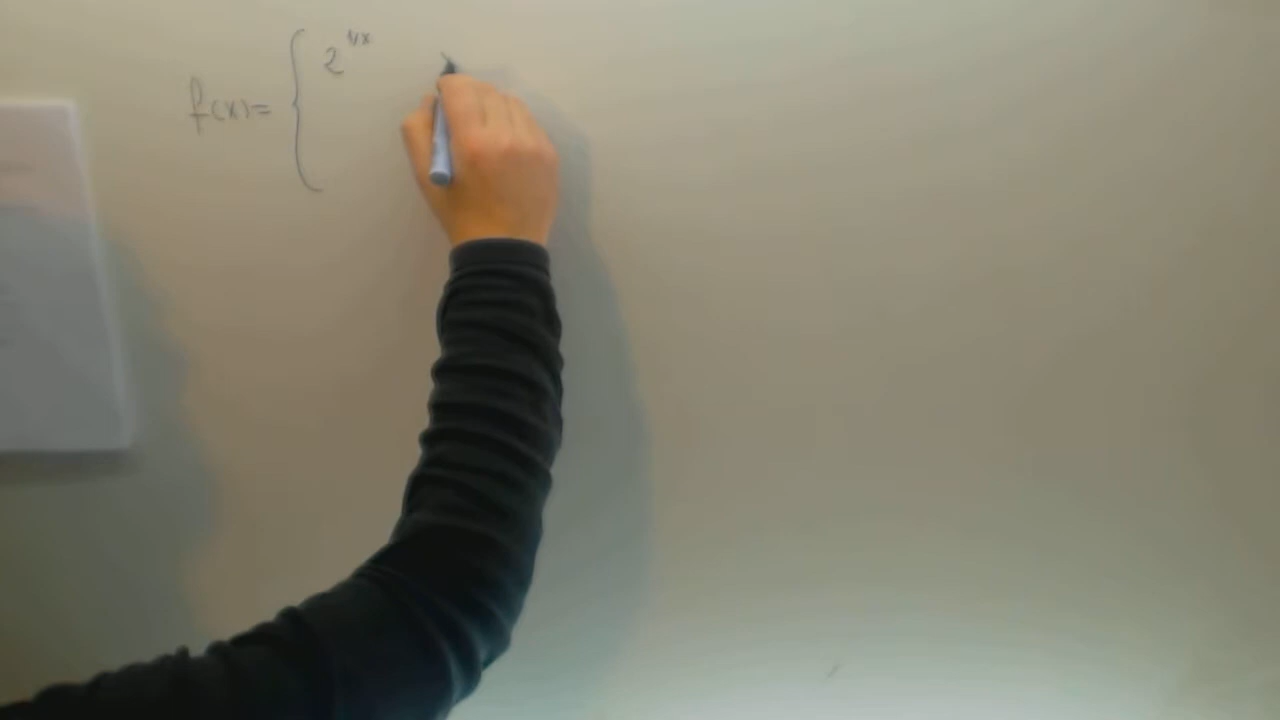 f(x)= { 2^{1/x}